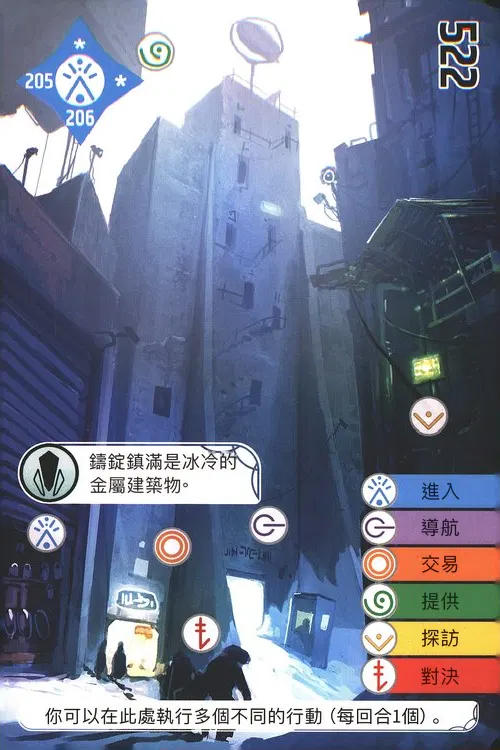 522
205 * *
206
鑄錠鎮滿是冰冷的
金屬建築物。
進入
導航
交易
提供
探訪
對決
你可以在此處執行多個不同的行動（每回合1個）。